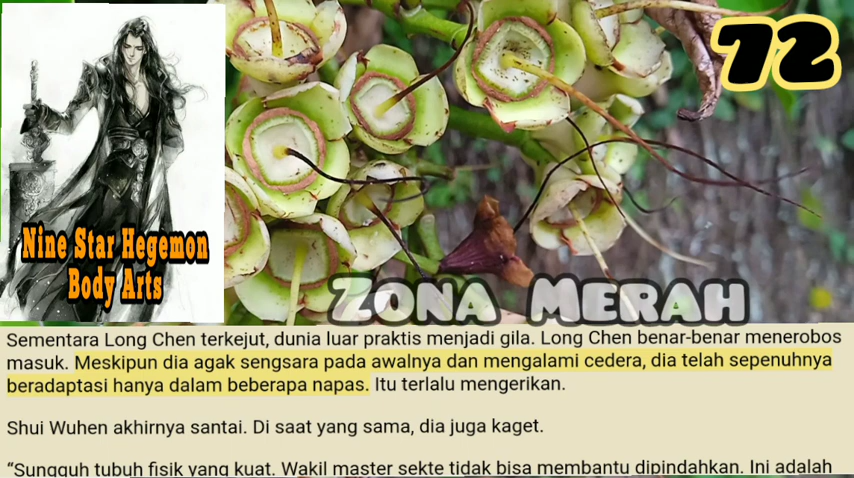 72
Nine Star Hegemon
Body Arts
Zona Merah
Sementara Long Chen terkejut, dunia luar praktis menjadi gila. Long Chen benar-benar menerobos
masuk. Meskipun dia agak sengsara pada awalnya dan mengalami cedera, dia telah sepenuhnya
beradaptasi hanya dalam beberapa napas. Itu terlalu mengerikan.
Shui Wuhen akhirnya santai. Di saat yang sama, dia juga kaget.
“Sungguh tubuh fisik yang kuat. Wakil master sekte tidak bisa membantu dipindahkan. Ini adalah